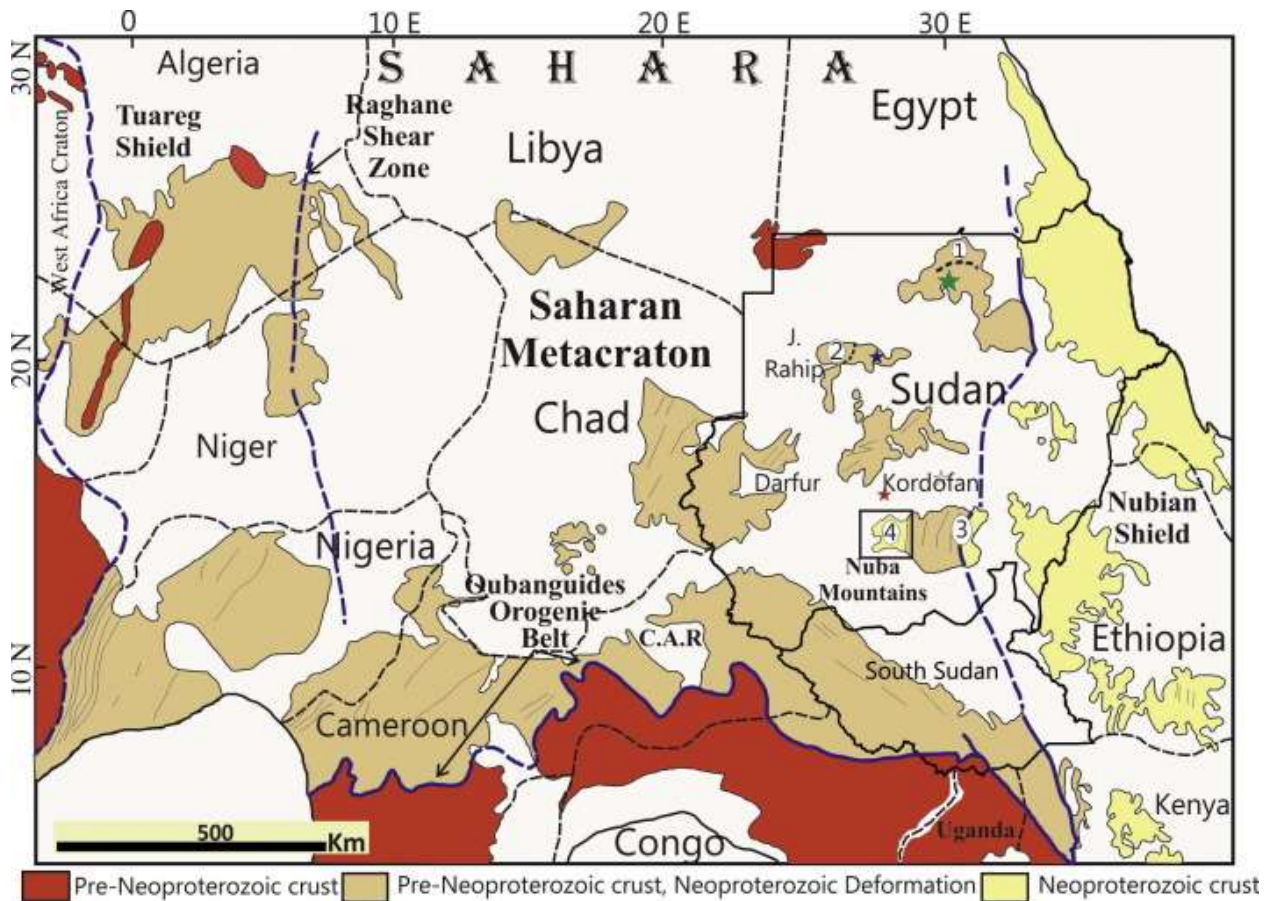 0
10 E
20 E
30 E
30 N
20 N
10 N
S A H A R A
Algeria
Tuareg
Shield
Raghane
Shear
Zone
West Africa Craton
Libya
Egypt
1
Saharan
Metacraton
J.
Rahip
2
Sudan
Chad
Niger
Darfur
Kordofan
Nubian
Shield
4
3
Nigeria
Nuba
Mountains
Oubanguides
Orogenic
Belt
C.A.R
Ethiopia
South Sudan
Cameroon
Kenya
Uganda
Congo
500
Km
Pre-Neoproterozoic crust
Pre-Neoproterozoic crust, Neoproterozoic Deformation
Neoproterozoic crust